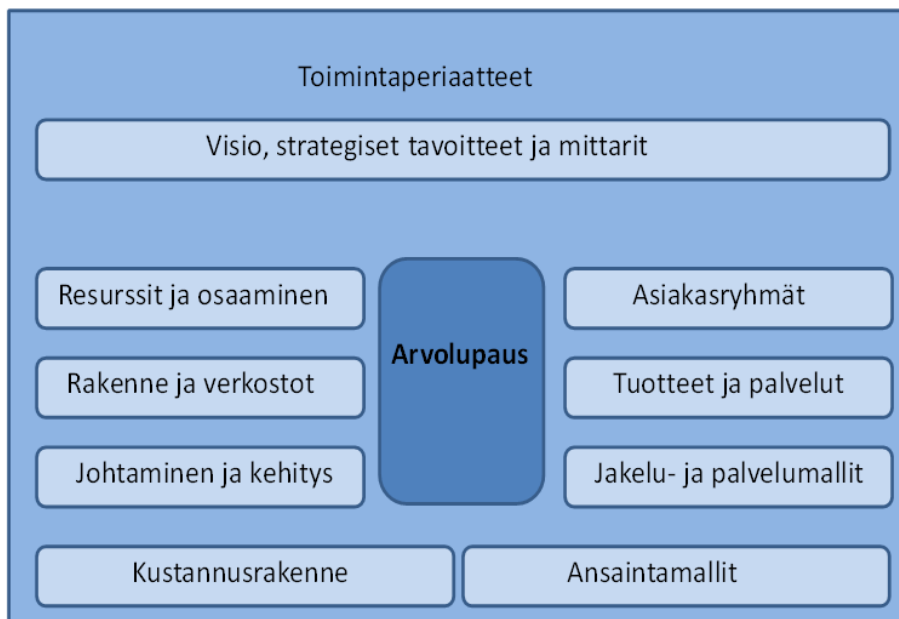 Toimintaperiaatteet
Visio, strategiset tavoitteet ja mittarit
Resurssit ja osaaminen
Rakenne ja verkostot
Johtaminen ja kehitys
Arvolupaus
Asiakasryhmät
Tuotteet ja palvelut
Jakelu- ja palvelumallit
Kustannusrakenne
Ansaintamallit